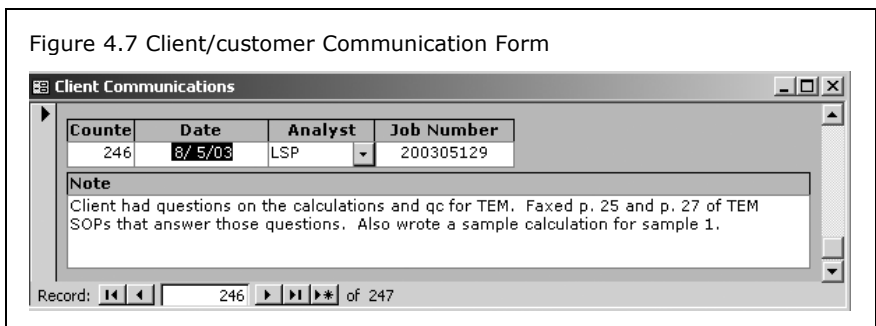 Figure 4.7 Client/customer Communication Form
Client Communications
Counte Date Analyst Job Number
246 8/ 5/03 LSP 200305129
Note
Client had questions on the calculations and qc for TEM. Faxed p. 25 and p. 27 of TEM
SOPs that answer those questions. Also wrote a sample calculation for sample 1.
Record: 246 of 247